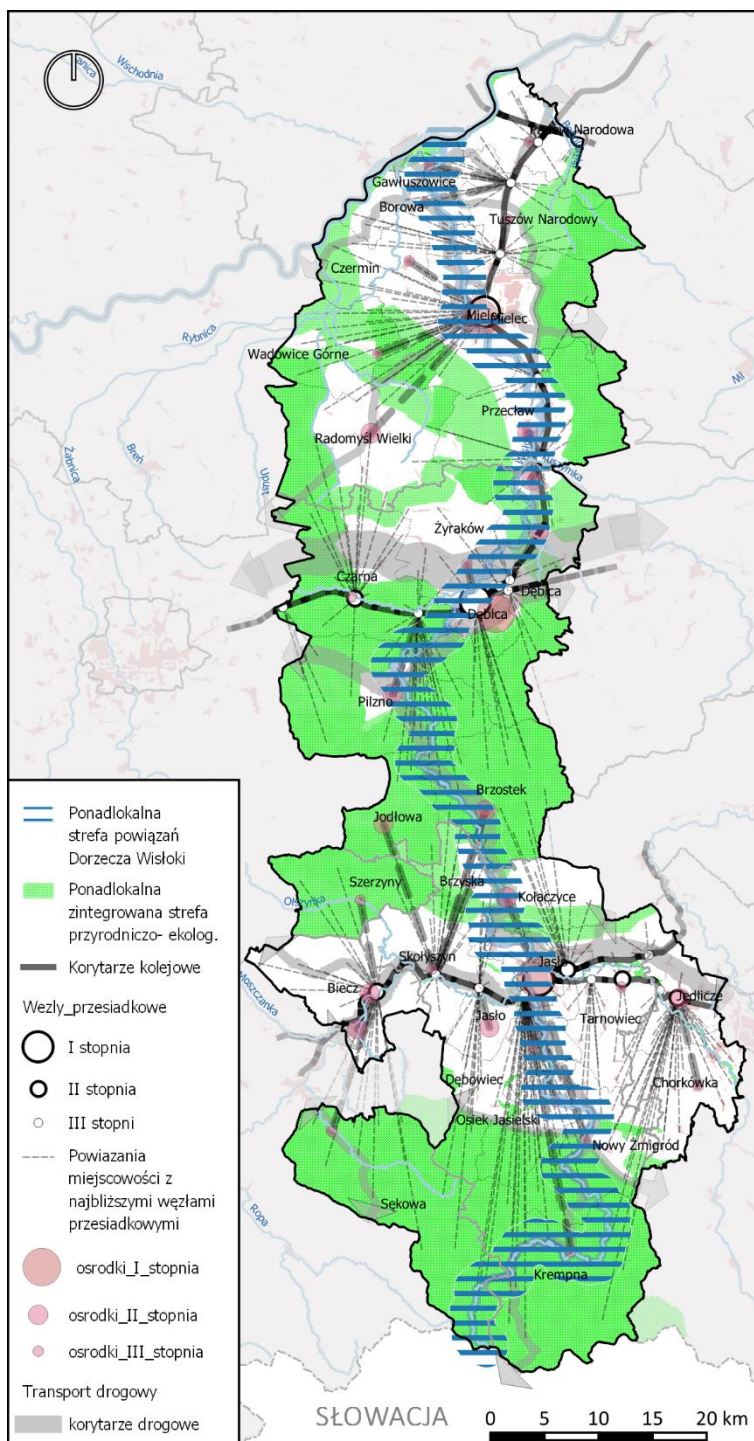 Wschodnia
Narodowa
Gawłuszowice
Borowa
Tuszów Narodowy
Czermin
Mielec
Mielec
Rybnica
Wadowice Górne
Przecław
Radomyśl Wielki
Żabnica
Breń
Upust
Żyraków
Czarna
Dębica
Dębica
Pilzno
Brzostek
Jodłowa
Szerzyny
Brzyska
Kołaczyce
Olszynka
Skołyszyn
Jasło
Moszczanka
Biecz
Jasło
Tarnowiec
Jedlicze
Dębowiec
Chorkówka
Osiek Jasielski
Nowy Żmigród
Sękowa
Ropa
Krempna
SŁOWACJA
0 5 10 15 20 km
Ponadlokalna
strefa powiązań
Dorzecza Wisłoki
Ponadlokalna
zintegrowana strefa
przyrodniczo- ekolog.
Korytarze kolejowe
Wezly_przesiadkowe
I stopnia
II stopnia
III stopni
Powiazania
miejscowości z
najbliższymi węzłami
przesiadkowymi
osrodki_I_stopnia
osrodki_II_stopnia
osrodki_III_stopnia
Transport drogowy
korytarze drogowe